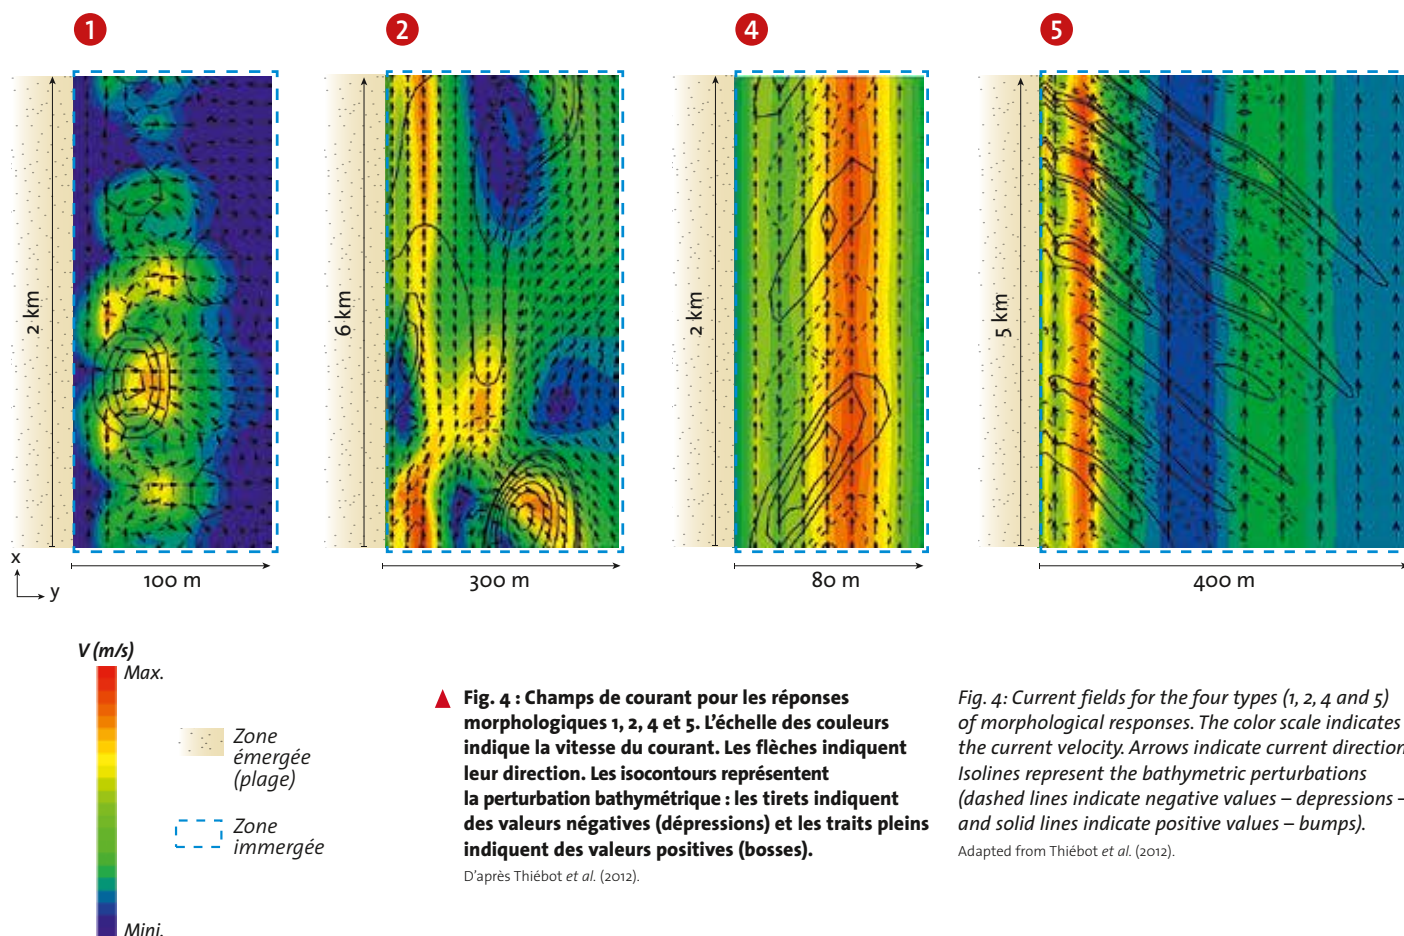 1
2
4
5
2 km
6 km
2 km
5 km
x
y
100 m
300 m
80 m
400 m
V (m/s)
Max.
Mini.
Zone
émergée
(plage)
Zone
immergée
Fig. 4 : Champs de courant pour les réponses
morphologiques 1, 2, 4 et 5. L’échelle des couleurs
indique la vitesse du courant. Les flèches indiquent
leur direction. Les isocontours représentent
la perturbation bathymétrique : les tirets indiquent
des valeurs négatives (dépressions) et les traits pleins
indiquent des valeurs positives (bosses).
D’après Thiébot et al. (2012).
Fig. 4: Current fields for the four types (1, 2, 4 and 5)
of morphological responses. The color scale indicates
the current velocity. Arrows indicate current direction
Isolines represent the bathymetric perturbations
(dashed lines indicate negative values – depressions –
and solid lines indicate positive values – bumps).
Adapted from Thiébot et al. (2012).